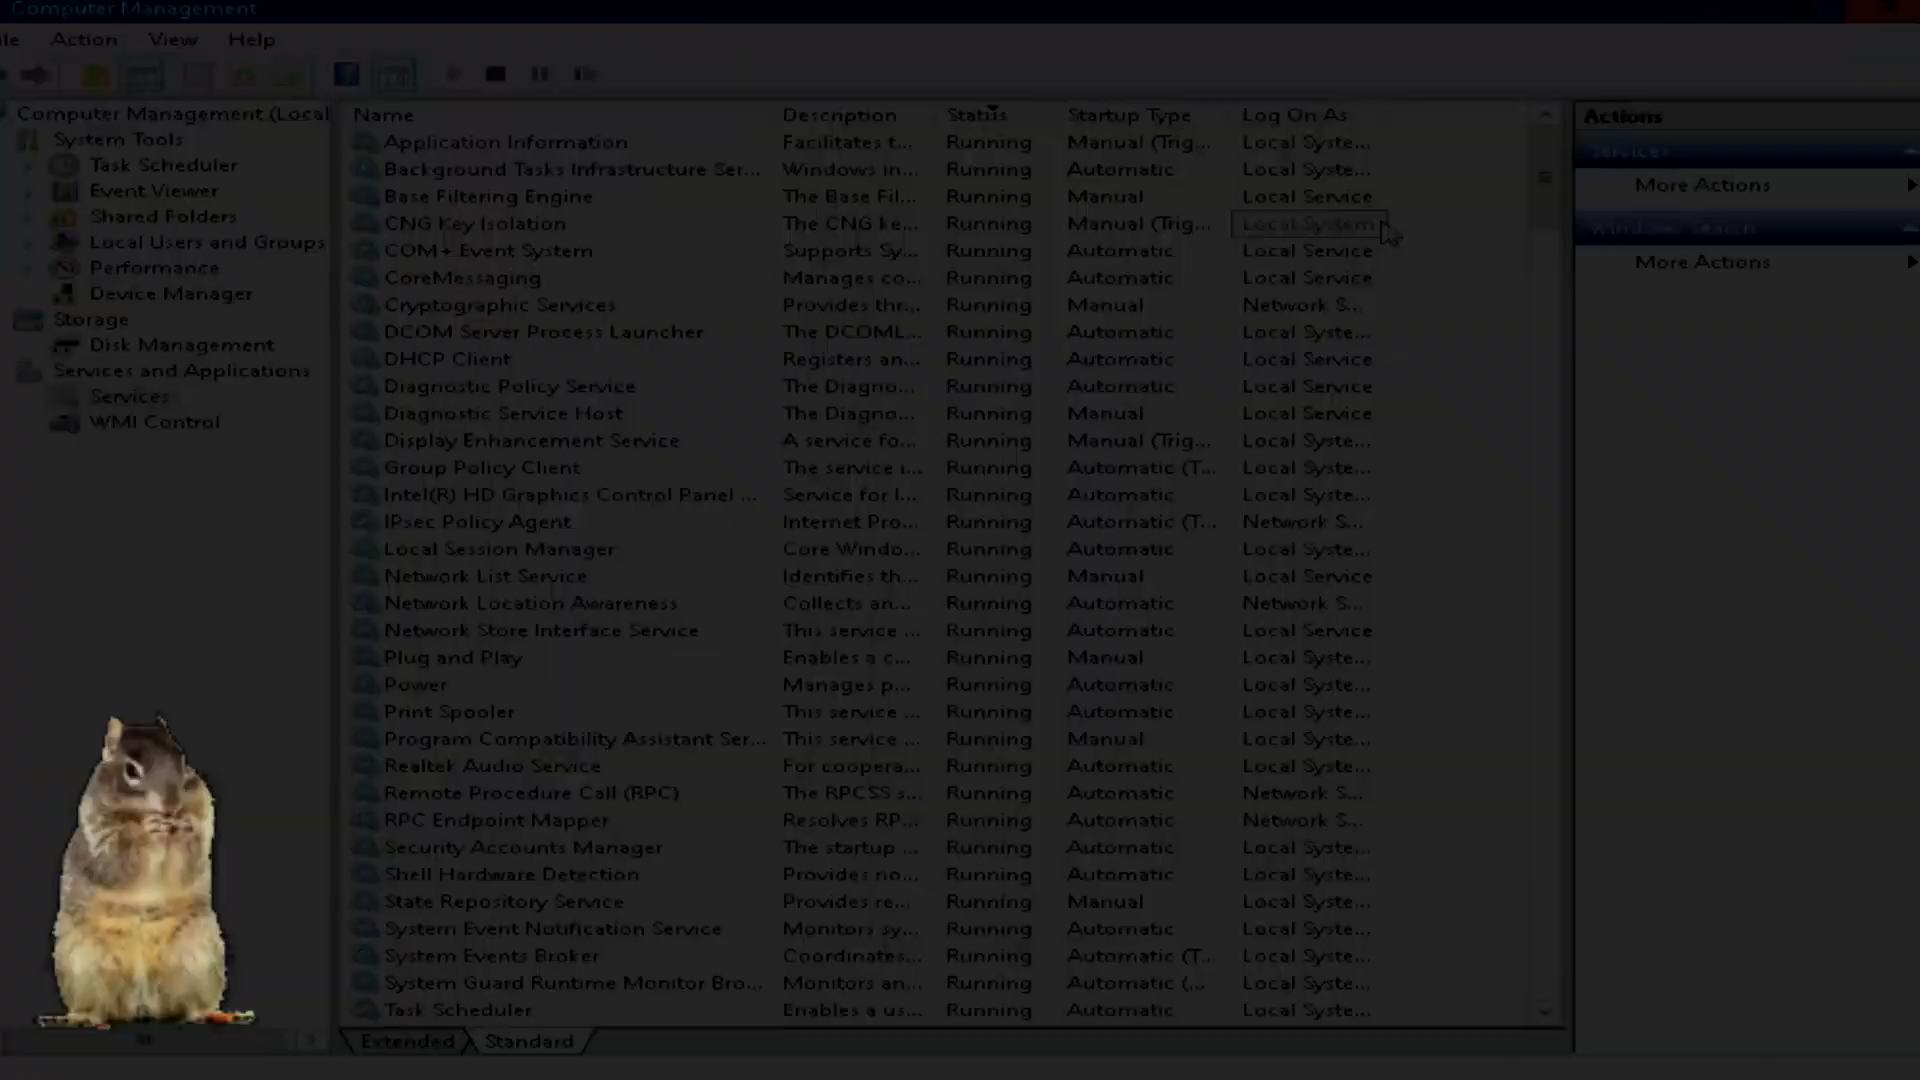 Computer Management
ile Action View Help
Computer Management (Local
System Tools
Task Scheduler
Event Viewer
Shared Folders
Local Users and Groups
Performance
Device Manager
Storage
Disk Management
Services and Applications
Services
WMI Control
Name Description Status Startup Type Log On As
Application Information Facilitates t... Running Manual (Trig... Local Syste...
Background Tasks Infrastructure Ser... Windows in... Running Automatic Local Syste...
Base Filtering Engine The Base Fil... Running Manual Local Service
CNG Key Isolation The CNG ke... Running Manual (Trig... Local System
COM+ Event System Supports Sy... Running Automatic Local Service
CoreMessaging Manages co... Running Automatic Local Service
Cryptographic Services Provides thr... Running Manual Network S...
DCOM Server Process Launcher The DCOML... Running Automatic Local Syste...
DHCP Client Registers an... Running Automatic Local Service
Diagnostic Policy Service The Diagno... Running Automatic Local Service
Diagnostic Service Host The Diagno... Running Manual Local Service
Display Enhancement Service A service fo... Running Manual (Trig... Local Syste...
Group Policy Client The service i... Running Automatic (T... Local Syste...
Intel(R) HD Graphics Control Panel ... Service for I... Running Automatic Local Syste...
IPsec Policy Agent Internet Pro... Running Automatic (T... Network S...
Local Session Manager Core Windo... Running Automatic Local Syste...
Network List Service Identifies th... Running Manual Local Service
Network Location Awareness Collects an... Running Automatic Network S...
Network Store Interface Service This service ... Running Automatic Local Service
Plug and Play Enables a c... Running Manual Local Syste...
Power Manages p... Running Automatic Local Syste...
Print Spooler This service ... Running Automatic Local Syste...
Program Compatibility Assistant Ser... This service ... Running Manual Local Syste...
Realtek Audio Service For coopera... Running Automatic Local Syste...
Remote Procedure Call (RPC) The RPCSS s... Running Automatic Network S...
RPC Endpoint Mapper Resolves RP... Running Automatic Network S...
Security Accounts Manager The startup ... Running Automatic Local Syste...
Shell Hardware Detection Provides no... Running Automatic Local Syste...
State Repository Service Provides re... Running Manual Local Syste...
System Event Notification Service Monitors sy... Running Automatic Local Syste...
System Events Broker Coordinates... Running Automatic (T... Local Syste...
System Guard Runtime Monitor Bro... Monitors an... Running Automatic (... Local Syste...
Task Scheduler Enables a us... Running Automatic Local Syste...
Extended Standard
Actions
Services
More Actions
Windows Search
More Actions